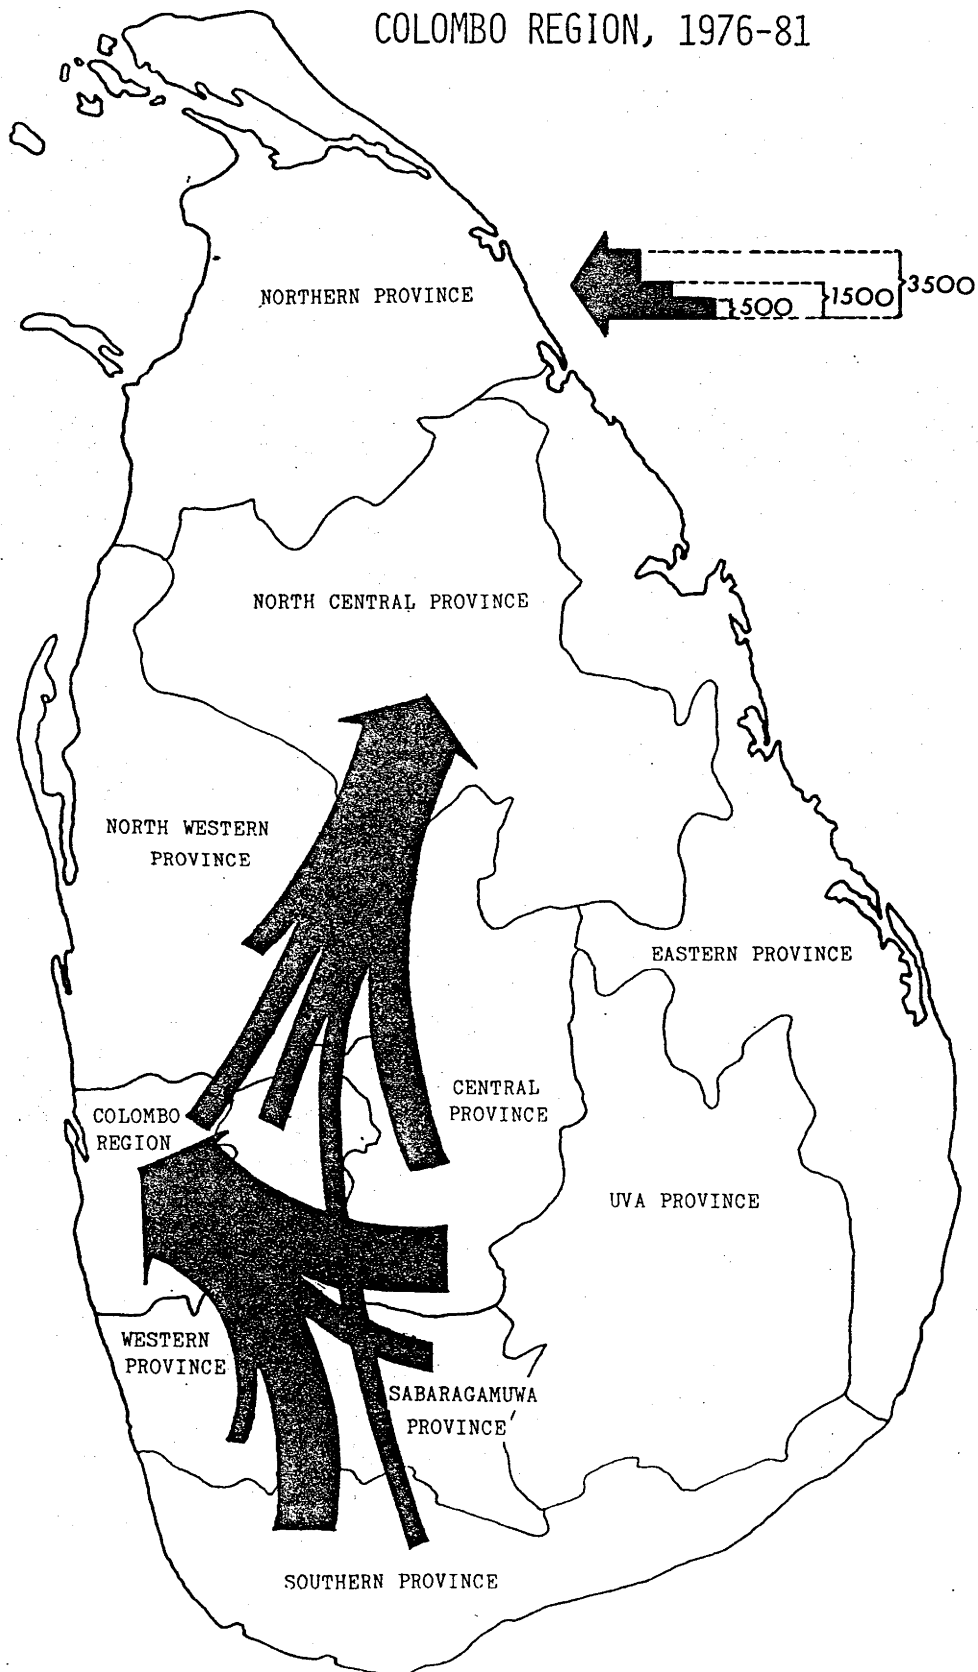 COLOMBO REGION, 1976-81
NORTHERN PROVINCE
3500
1500
500
NORTH CENTRAL PROVINCE
NORTH WESTERN
PROVINCE
EASTERN PROVINCE
CENTRAL
PROVINCE
COLOMBO
REGION
UVA PROVINCE
WESTERN
PROVINCE
SABARAGAMUWA
PROVINCE
SOUTHERN PROVINCE